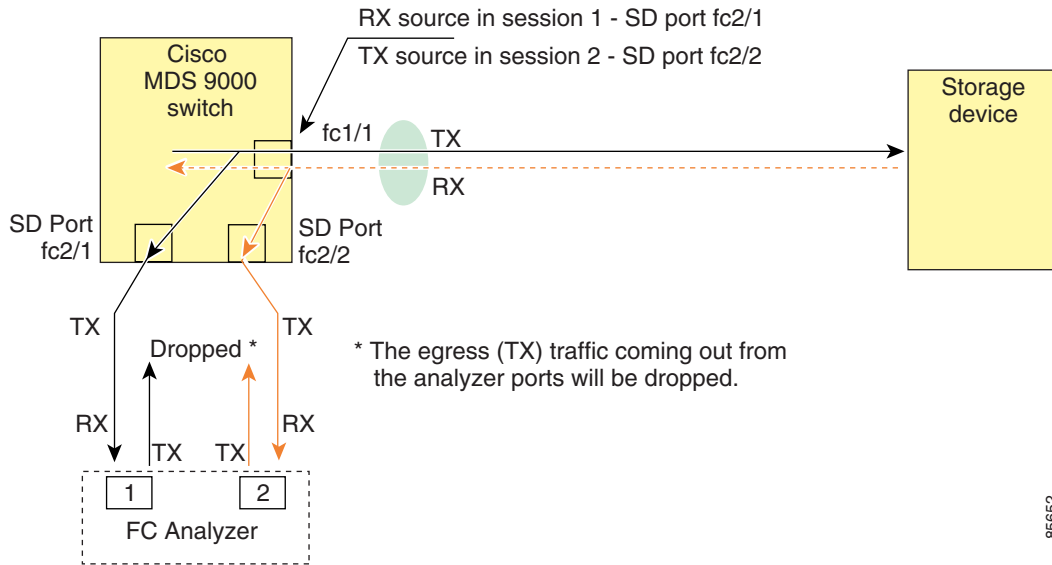 RX source in session 1 - SD port fc2/1
TX source in session 2 - SD port fc2/2
Cisco
MDS 9000
switch
Storage
device
fc1/1
TX
RX
SD Port
fc2/1
SD Port
fc2/2
TX
TX
Dropped *
* The egress (TX) traffic coming out from
the analyzer ports will be dropped.
RX
TX
TX
RX
1
2
FC Analyzer
85652